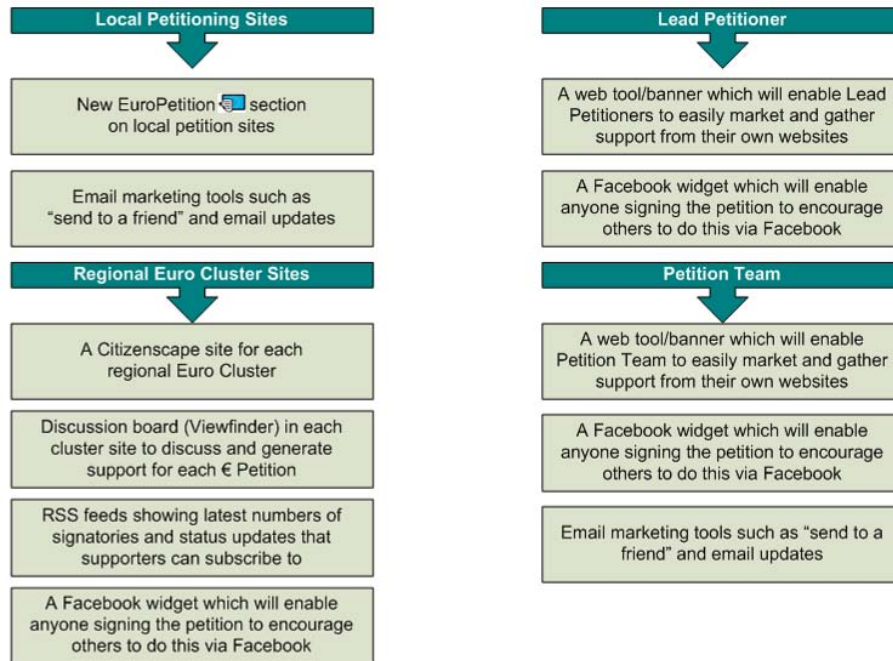 Local Petitioning Sites
New EuroPetition section
on local petition sites
Email marketing tools such as
“send to a friend” and email updates
Regional Euro Cluster Sites
A Citizenscape site for each
regional Euro Cluster
Discussion board (Viewfinder) in each
cluster site to discuss and generate
support for each € Petition
RSS feeds showing latest numbers of
signatories and status updates that
supporters can subscribe to
A Facebook widget which will enable
anyone signing the petition to encourage
others to do this via Facebook
Lead Petitioner
A web tool/banner which will enable Lead
Petitioners to easily market and gather
support from their own websites
A Facebook widget which will enable
anyone signing the petition to encourage
others to do this via Facebook
Petition Team
A web tool/banner which will enable
Petition Team to easily market and gather
support from their own websites
A Facebook widget which will enable
anyone signing the petition to encourage
others to do this via Facebook
Email marketing tools such as “send to a
friend” and email updates